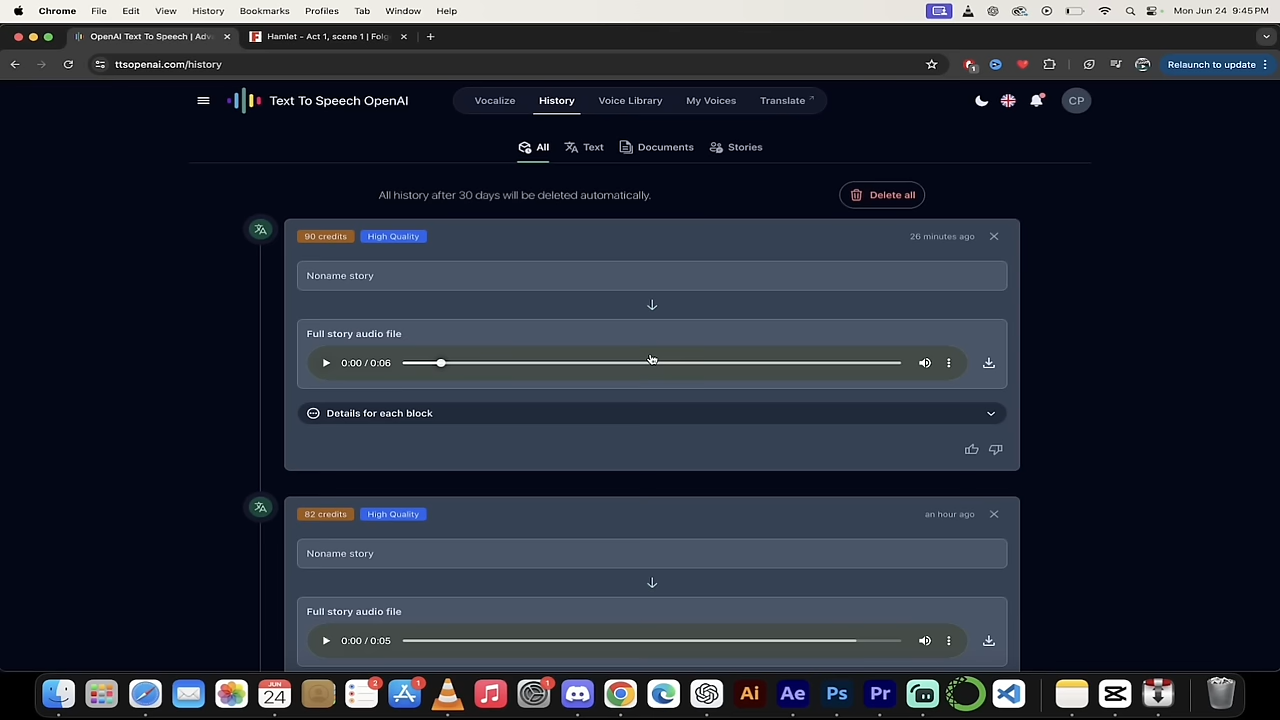 Chrome File Edit View History Bookmarks Profiles Tab Window Help Mon Jun 24 9:45 PM
OpenAI Text To Speech | Adv Hamlet - Act 1, scene 1 | Folg
ttsopenai.com/history Relaunch to update
Text To Speech OpenAI Vocalize History Voice Library My Voices Translate CP
All Text Documents Stories
All history after 30 days will be deleted automatically. Delete all
90 credits High Quality 26 minutes ago
Noname story
Full story audio file
0:00 / 0:06
Details for each block
82 credits High Quality an hour ago
Noname story
Full story audio file
0:00 / 0:05
JUN
24 2 1 1 Ai Ae Ps Pr